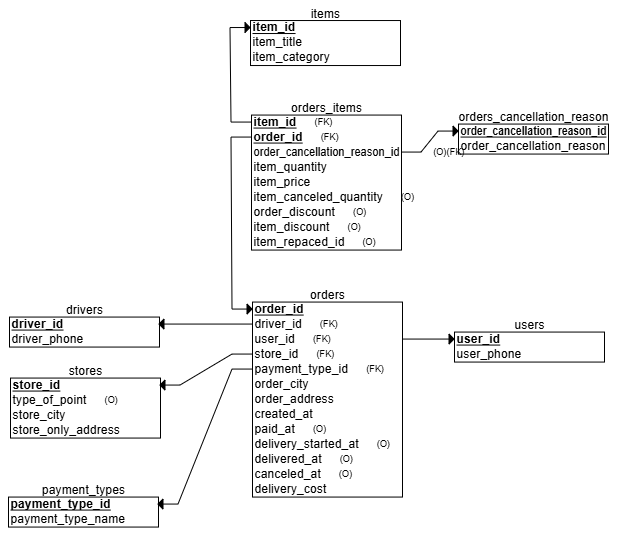 items
item_id
item_title
item_category
orders_items
item_id (FK)
order_id (FK)
order_cancellation_reason_id (O)(FK)
item_quantity
item_price
item_canceled_quantity (O)
order_discount (O)
item_discount (O)
item_repaced_id (O)
orders_cancellation_reason
order_cancellation_reason_id
order_cancellation_reason
orders
order_id
driver_id (FK)
user_id (FK)
store_id (FK)
payment_type_id (FK)
order_city
order_address
created_at
paid_at (O)
delivery_started_at (O)
delivered_at (O)
canceled_at (O)
delivery_cost
drivers
driver_id
driver_phone
users
user_id
user_phone
stores
store_id
type_of_point (O)
store_city
store_only_address
payment_types
payment_type_id
payment_type_name